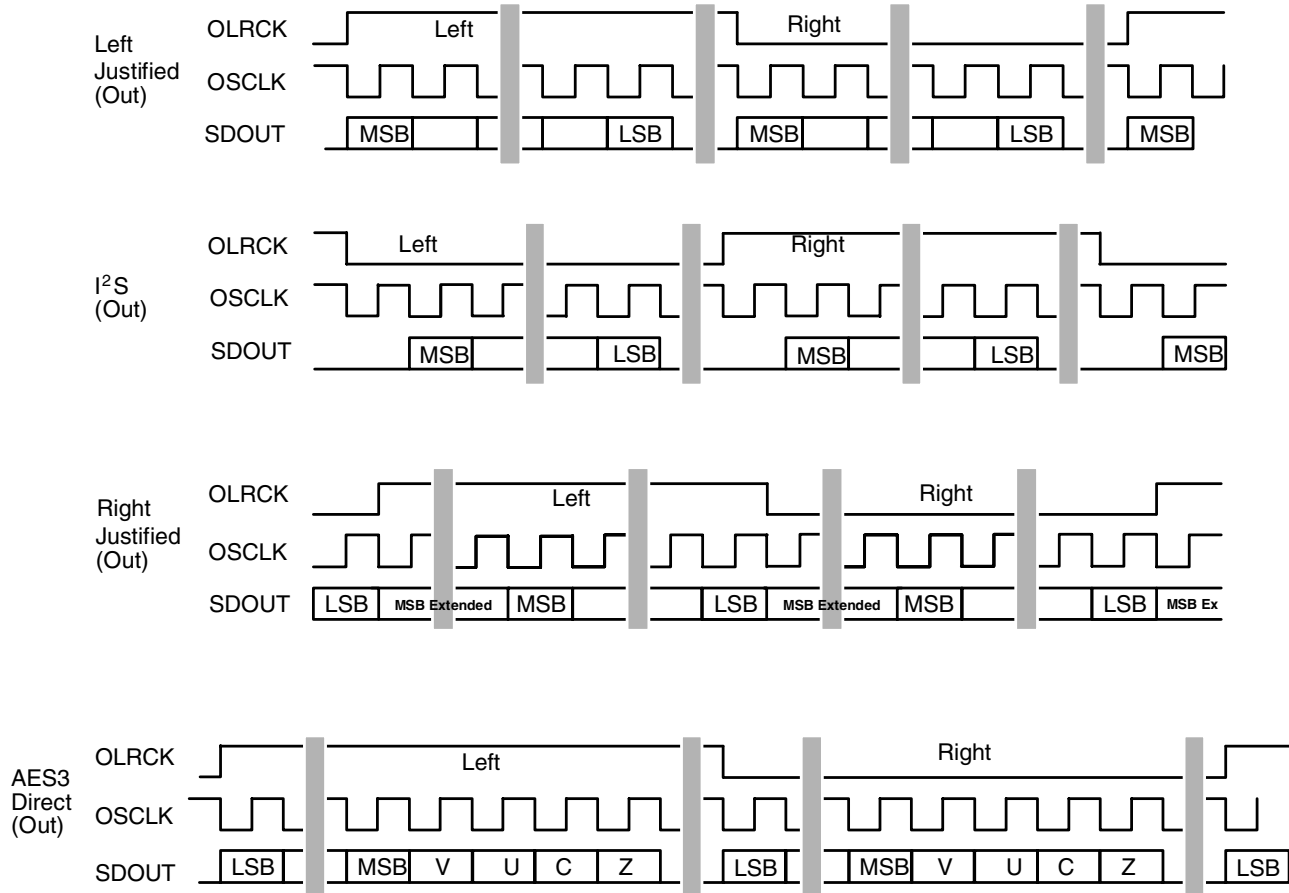 Left
Justified
(Out)
OLRCK Left Right
OSCLK
SDOUT MSB LSB MSB LSB MSB
I²S
(Out)
OLRCK Left Right
OSCLK
SDOUT MSB LSB MSB LSB MSB
Right
Justified
(Out)
OLRCK Left Right
OSCLK
SDOUT LSB MSB Extended MSB LSB MSB Extended MSB LSB MSB Ex
AES3
Direct
(Out)
OLRCK Left Right
OSCLK
SDOUT LSB MSB V U C Z LSB MSB V U C Z LSB